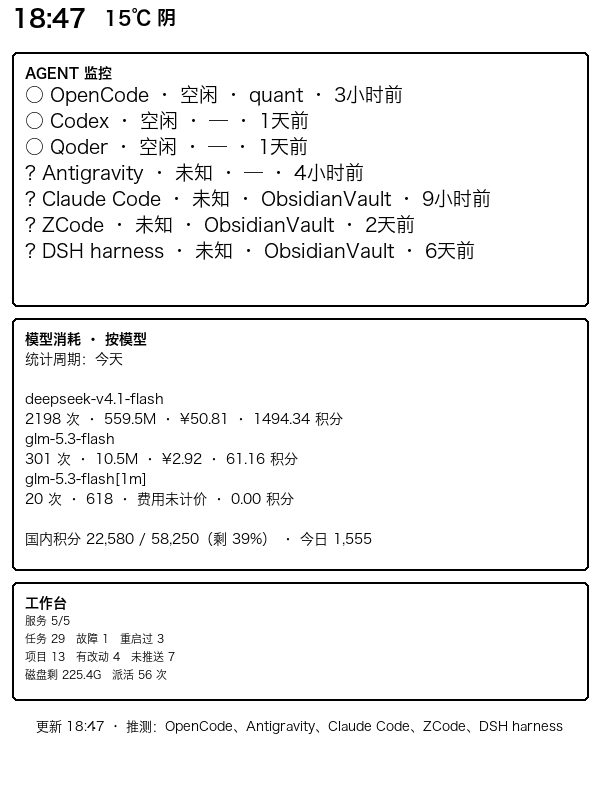 18:47 15℃ 阴
AGENT 监控
○ OpenCode · 空闲 · quant · 3小时前
○ Codex · 空闲 · — · 1天前
○ Qoder · 空闲 · — · 1天前
? Antigravity · 未知 · — · 4小时前
? Claude Code · 未知 · ObsidianVault · 9小时前
? ZCode · 未知 · ObsidianVault · 2天前
? DSH harness · 未知 · ObsidianVault · 6天前
模型消耗 · 按模型
统计周期: 今天
deepseek-v4.1-flash
2198 次 · 559.5M · ¥50.81 · 1494.34 积分
glm-5.3-flash
301 次 · 10.5M · ¥2.92 · 61.16 积分
glm-5.3-flash[1m]
20 次 · 618 · 费用未计价 · 0.00 积分
国内积分 22,580 / 58,250（剩 39%） · 今日 1,555
工作台
服务 5/5
任务 29 故障 1 重启过 3
项目 13 有改动 4 未推送 7
磁盘剩 225.4G 派活 56 次
更新 18:47 · 推测: OpenCode、Antigravity、Claude Code、ZCode、DSH harness